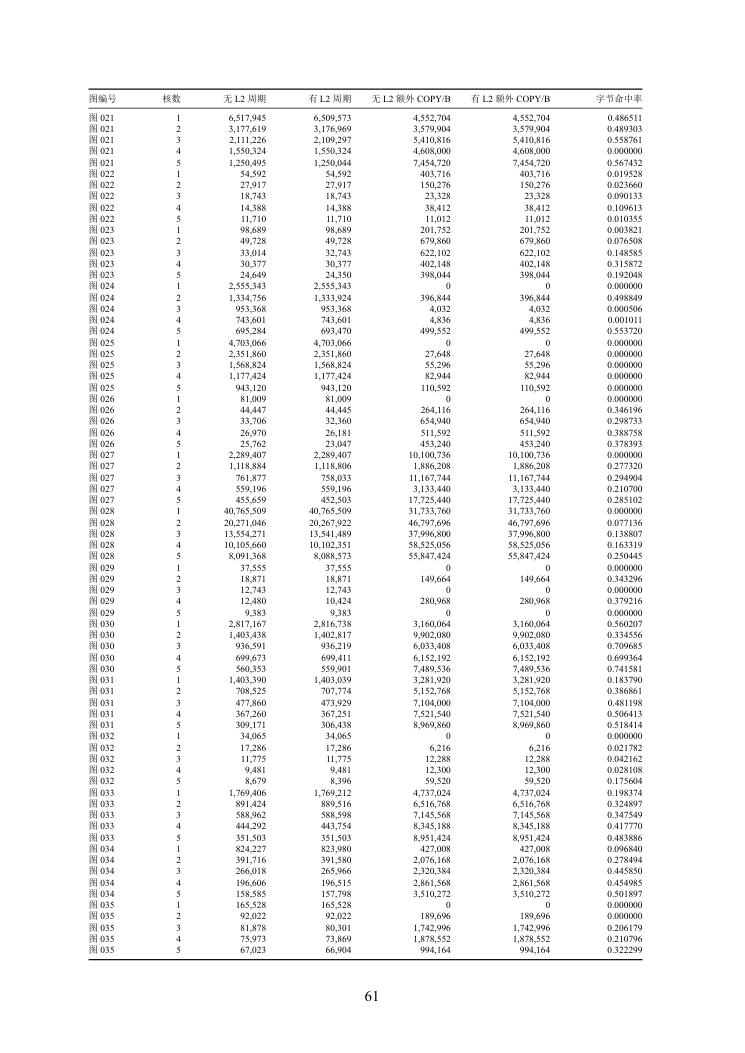 图编号 核数 无 L2 周期 有 L2 周期 无 L2 额外 COPY/B 有 L2 额外 COPY/B 字节命中率
图 021 1 6,517,945 6,509,573 4,552,704 4,552,704 0.486511
图 021 2 3,177,619 3,176,969 3,579,904 3,579,904 0.489303
图 021 3 2,111,226 2,109,297 5,410,816 5,410,816 0.558761
图 021 4 1,550,324 1,550,324 4,608,000 4,608,000 0.000000
图 021 5 1,250,495 1,250,044 7,454,720 7,454,720 0.567432
图 022 1 54,592 54,592 403,716 403,716 0.019528
图 022 2 27,917 27,917 150,276 150,276 0.023660
图 022 3 18,743 18,743 23,328 23,328 0.090133
图 022 4 14,388 14,388 38,412 38,412 0.109613
图 022 5 11,710 11,710 11,012 11,012 0.010355
图 023 1 98,689 98,689 201,752 201,752 0.003821
图 023 2 49,728 49,728 679,860 679,860 0.076508
图 023 3 33,014 32,743 622,102 622,102 0.148585
图 023 4 30,377 30,377 402,148 402,148 0.315872
图 023 5 24,649 24,350 398,044 398,044 0.192048
图 024 1 2,555,343 2,555,343 0 0 0.000000
图 024 2 1,334,756 1,333,924 396,844 396,844 0.498849
图 024 3 953,368 953,368 4,032 4,032 0.000506
图 024 4 743,601 743,601 4,836 4,836 0.001011
图 024 5 695,284 693,470 499,552 499,552 0.553720
图 025 1 4,703,066 4,703,066 0 0 0.000000
图 025 2 2,351,860 2,351,860 27,648 27,648 0.000000
图 025 3 1,568,824 1,568,824 55,296 55,296 0.000000
图 025 4 1,177,424 1,177,424 82,944 82,944 0.000000
图 025 5 943,120 943,120 110,592 110,592 0.000000
图 026 1 81,009 81,009 0 0 0.000000
图 026 2 44,447 44,445 264,116 264,116 0.346196
图 026 3 33,706 32,360 654,940 654,940 0.298733
图 026 4 26,970 26,181 511,592 511,592 0.388758
图 026 5 25,762 23,047 453,240 453,240 0.378393
图 027 1 2,289,407 2,289,407 10,100,736 10,100,736 0.000000
图 027 2 1,118,884 1,118,806 1,886,208 1,886,208 0.277320
图 027 3 761,877 758,033 11,167,744 11,167,744 0.294904
图 027 4 559,196 559,196 3,133,440 3,133,440 0.210700
图 027 5 455,659 452,503 17,725,440 17,725,440 0.285102
图 028 1 40,765,509 40,765,509 31,733,760 31,733,760 0.000000
图 028 2 20,271,046 20,267,922 46,797,696 46,797,696 0.077136
图 028 3 13,554,271 13,541,489 37,996,800 37,996,800 0.138807
图 028 4 10,105,660 10,102,351 58,525,056 58,525,056 0.163319
图 028 5 8,091,368 8,088,573 55,847,424 55,847,424 0.250445
图 029 1 37,555 37,555 0 0 0.000000
图 029 2 18,871 18,871 149,664 149,664 0.343296
图 029 3 12,743 12,743 0 0 0.000000
图 029 4 12,480 10,424 280,968 280,968 0.379216
图 029 5 9,383 9,383 0 0 0.000000
图 030 1 2,817,167 2,816,738 3,160,064 3,160,064 0.560207
图 030 2 1,403,438 1,402,817 9,902,080 9,902,080 0.334556
图 030 3 936,591 936,219 6,033,408 6,033,408 0.709685
图 030 4 699,673 699,411 6,152,192 6,152,192 0.699364
图 030 5 560,353 559,901 7,489,536 7,489,536 0.741581
图 031 1 1,403,390 1,403,039 3,281,920 3,281,920 0.183790
图 031 2 708,525 707,774 5,152,768 5,152,768 0.386861
图 031 3 477,860 473,929 7,104,000 7,104,000 0.481198
图 031 4 367,260 367,251 7,521,540 7,521,540 0.506413
图 031 5 309,171 306,438 8,969,860 8,969,860 0.518414
图 032 1 34,065 34,065 0 0 0.000000
图 032 2 17,286 17,286 6,216 6,216 0.021782
图 032 3 11,775 11,775 12,288 12,288 0.042162
图 032 4 9,481 9,481 12,300 12,300 0.028108
图 032 5 8,679 8,396 59,520 59,520 0.175604
图 033 1 1,769,406 1,769,212 4,737,024 4,737,024 0.198374
图 033 2 891,424 889,516 6,516,768 6,516,768 0.324897
图 033 3 588,962 588,598 7,145,568 7,145,568 0.347549
图 033 4 444,292 443,754 8,345,188 8,345,188 0.417770
图 033 5 351,503 351,503 8,951,424 8,951,424 0.483886
图 034 1 824,227 823,980 427,008 427,008 0.096840
图 034 2 391,716 391,580 2,076,168 2,076,168 0.278494
图 034 3 266,018 265,966 2,320,384 2,320,384 0.445850
图 034 4 196,606 196,515 2,861,568 2,861,568 0.454985
图 034 5 158,585 157,798 3,510,272 3,510,272 0.501897
图 035 1 165,528 165,528 0 0 0.000000
图 035 2 92,022 92,022 189,696 189,696 0.000000
图 035 3 81,878 80,301 1,742,996 1,742,996 0.206179
图 035 4 75,973 73,869 1,878,552 1,878,552 0.210796
图 035 5 67,023 66,904 994,164 994,164 0.322299
61